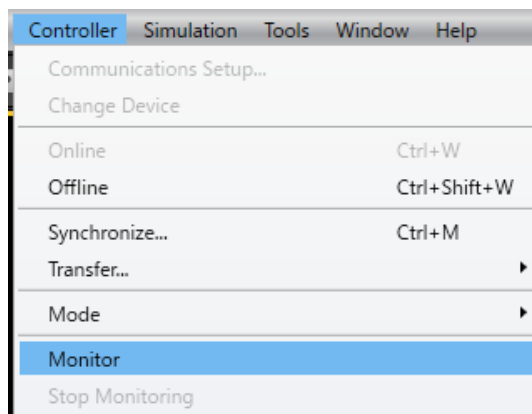 Controller Simulation Tools Window Help
Communications Setup...
Change Device
Online Ctrl+W
Offline Ctrl+Shift+W
Synchronize... Ctrl+M
Transfer...
Mode
Monitor
Stop Monitoring